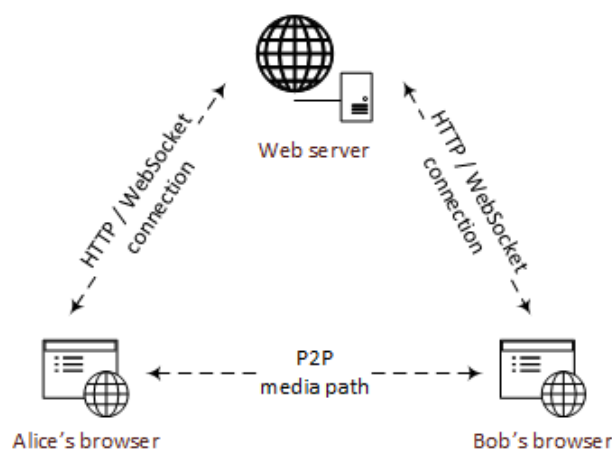 Web server
HTTP / WebSocket
connection
HTTP / WebSocket
connection
P2P
media path
Alice’s browser
Bob’s browser